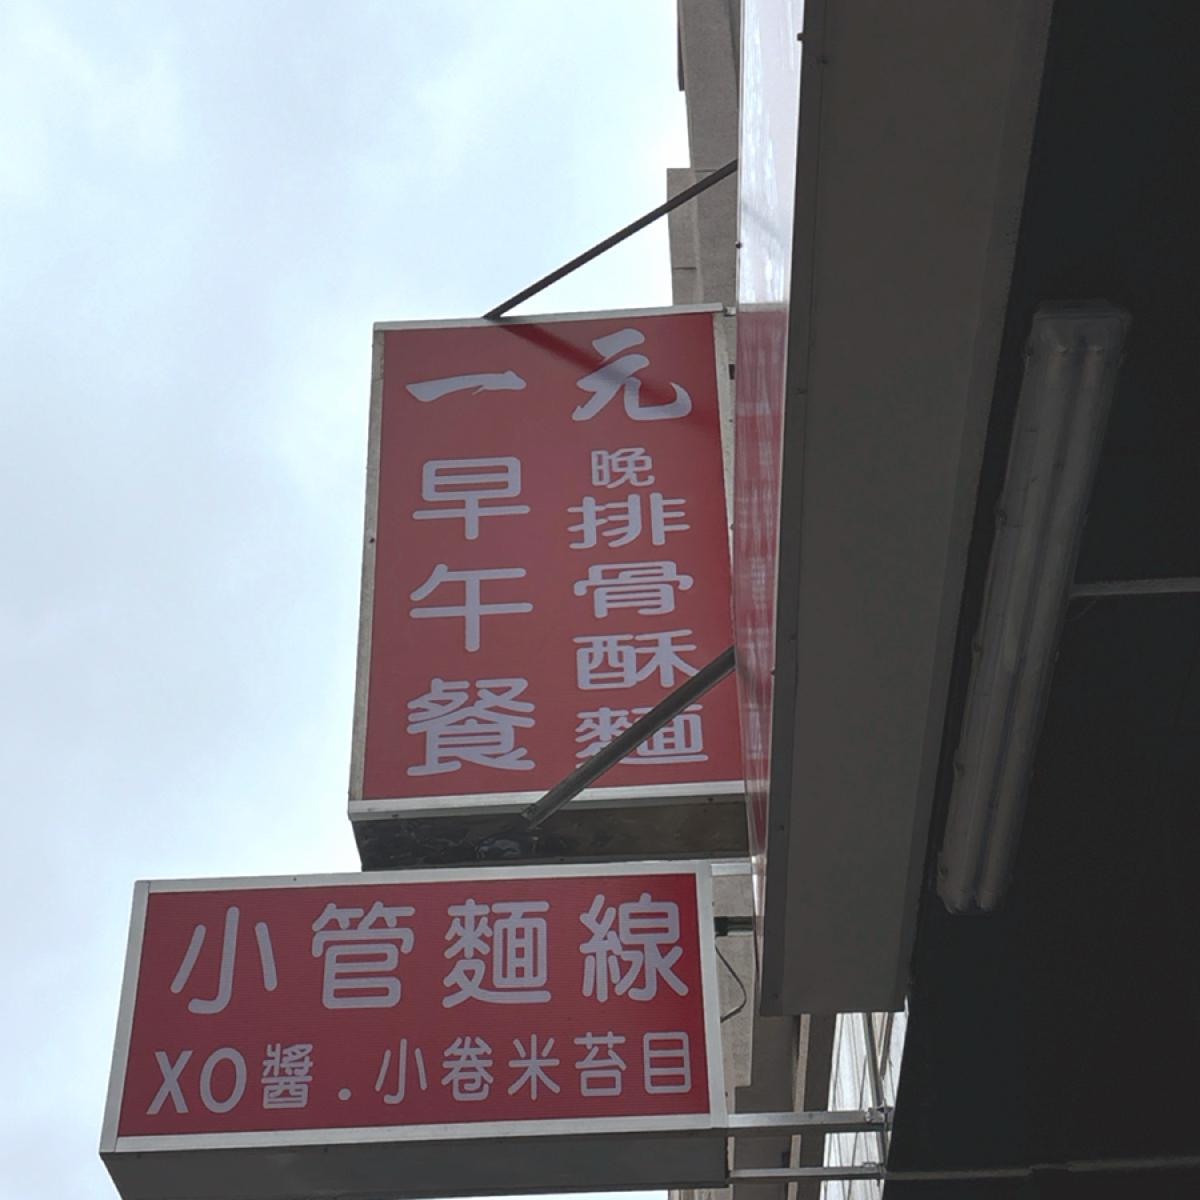 一元
早午餐
晚排骨酥麵
小管麵線
XO醬.小卷米苔目